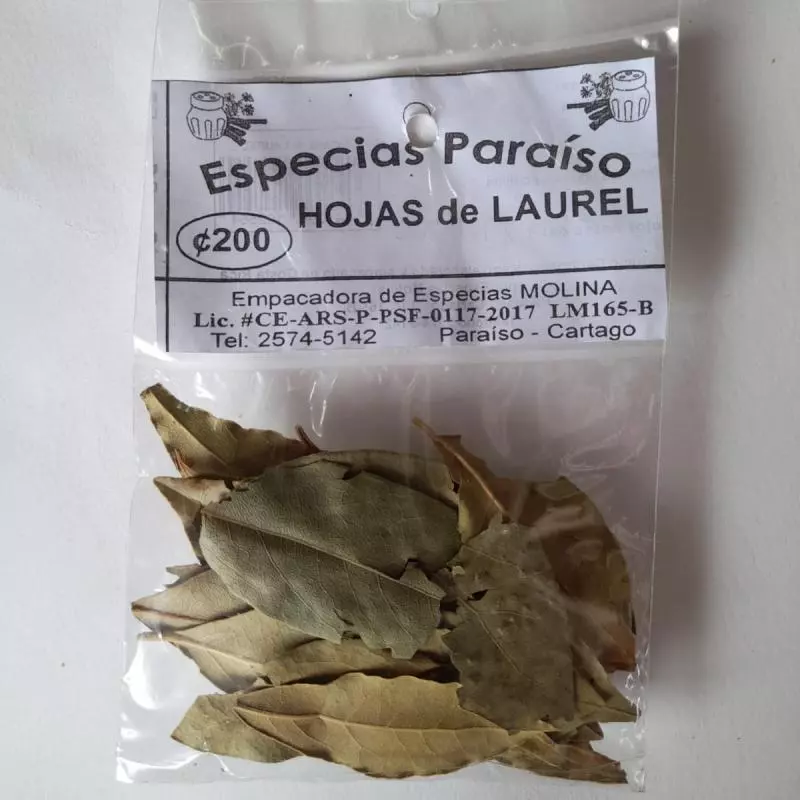 Especias Paraíso
HOJAS de LAUREL
¢200
Empacadora de Especias MOLINA
Lic. #CE-ARS-P-PSF-0117-2017 LM165-B
Tel: 2574-5142 Paraíso - Cartago